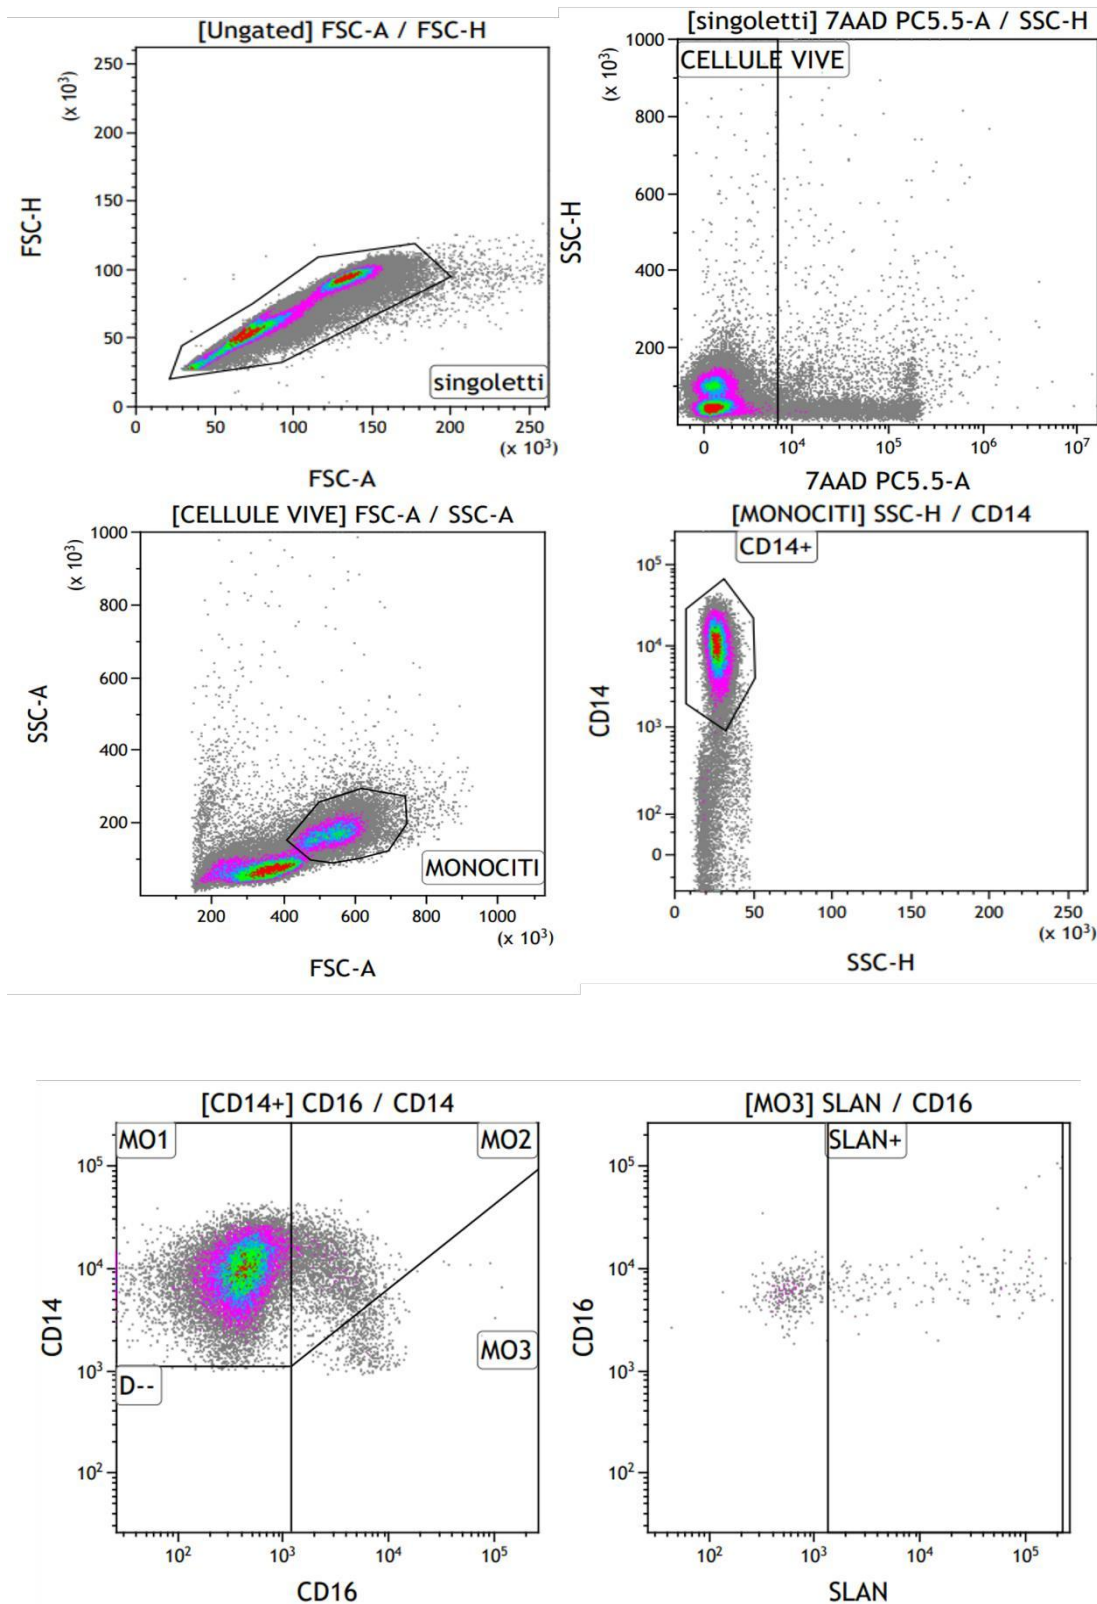 [Ungated] FSC-A / FSC-H
(x 10³)
250
200
150
100
50
0
FSC-H
singoletti
0 50 100 150 200 250
(x 10³)
FSC-A
[singoletti] 7AAD PC5.5-A / SSC-H
(x 10³)
1000
800
600
400
200
SSC-H
CELLULE VIVE
0 10⁴ 10⁵ 10⁶ 10⁷
7AAD PC5.5-A
[CELLULE VIVE] FSC-A / SSC-A
(x 10³)
1000
800
600
400
200
SSC-A
MONOCITI
200 400 600 800 1000
(x 10³)
FSC-A
[MONOCITI] SSC-H / CD14
CD14+
10⁵
10⁴
10³
10²
0
CD14
0 50 100 150 200 250
(x 10³)
SSC-H
[CD14+] CD16 / CD14
MO1
MO2
10⁵
10⁴
10³
10²
CD14
MO3
D--
10² 10³ 10⁴ 10⁵
CD16
[MO3] SLAN / CD16
SLAN+
10⁵
10⁴
10³
10²
CD16
10² 10³ 10⁴ 10⁵
SLAN